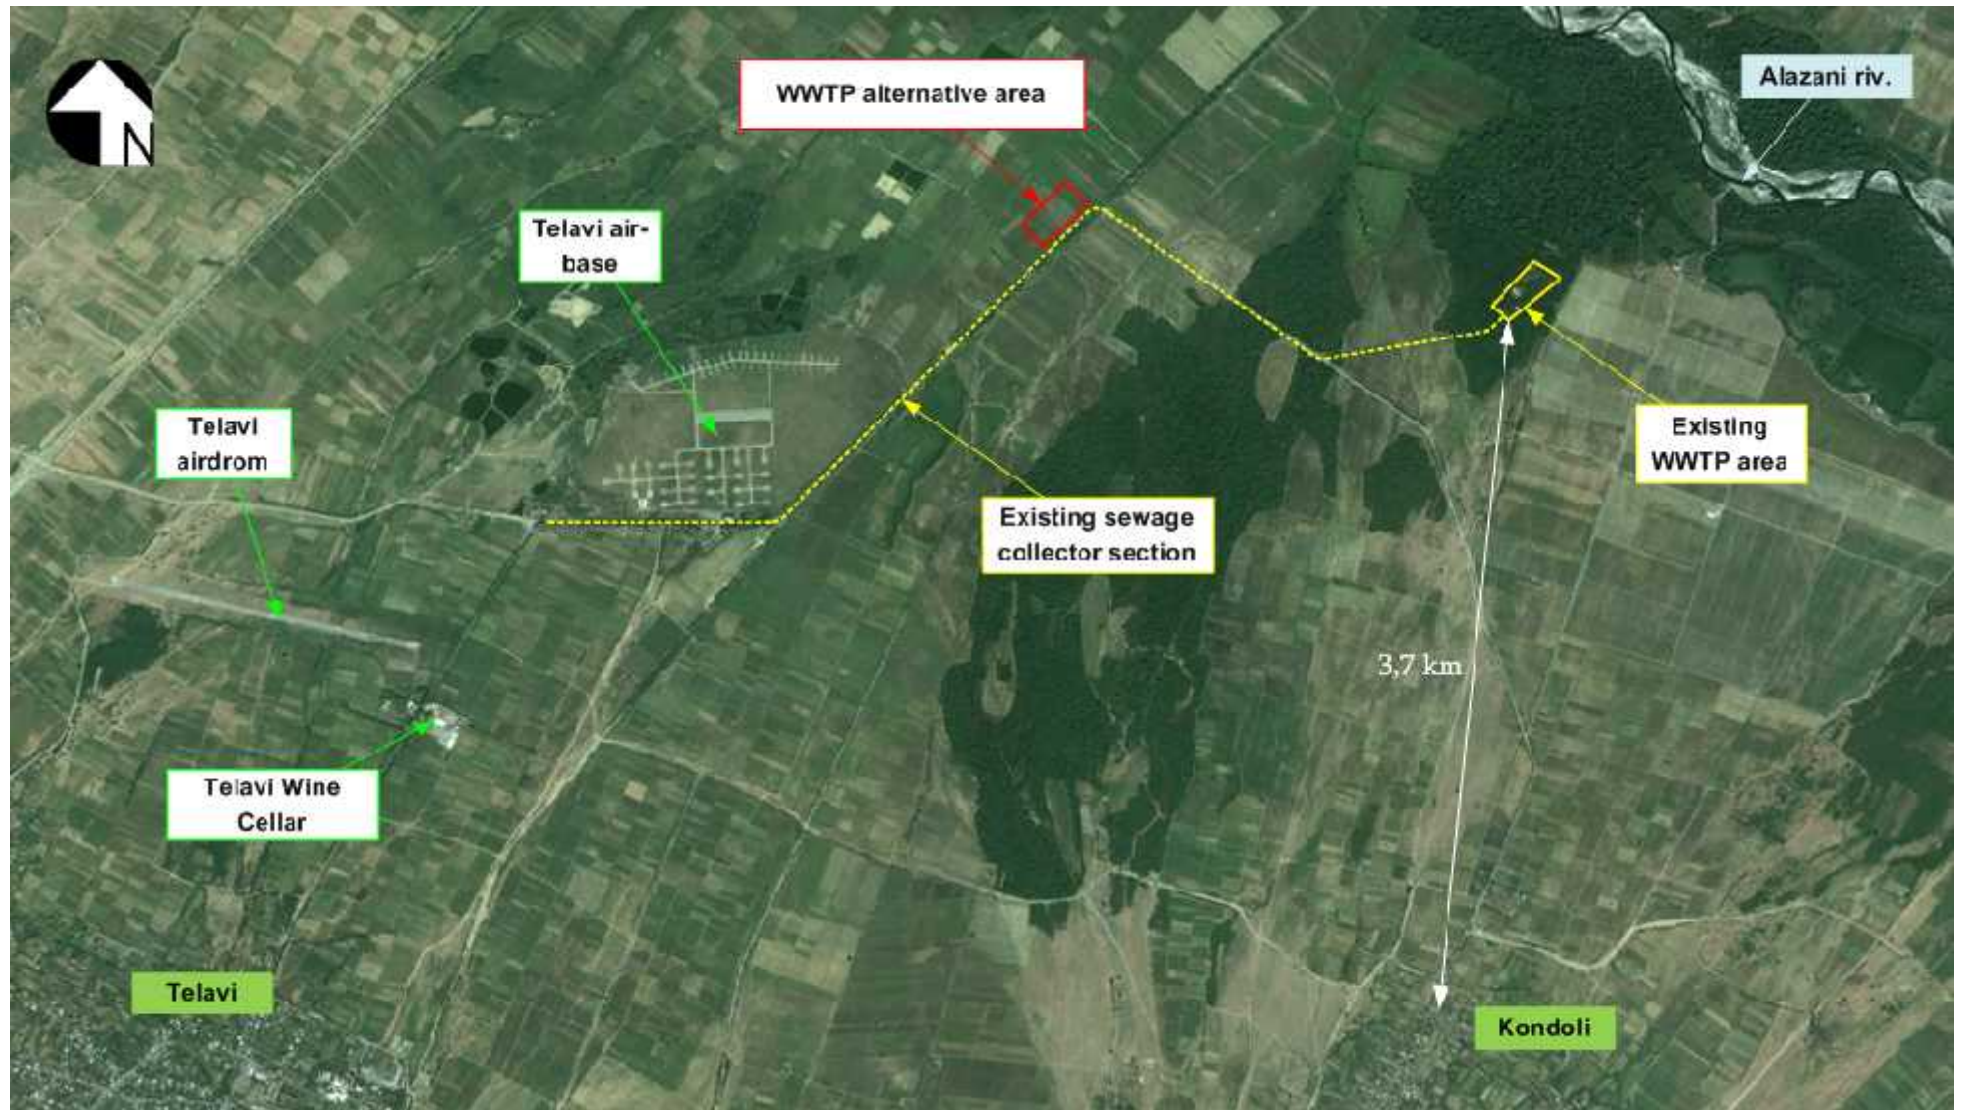 WWTP alternative area
Alazani riv.
N
Telavi air-
base
Telavi
airdrom
Existing
WWTP area
Existing sewage
collector section
3,7 km
Telavi Wine
Cellar
Telavi
Kondoli